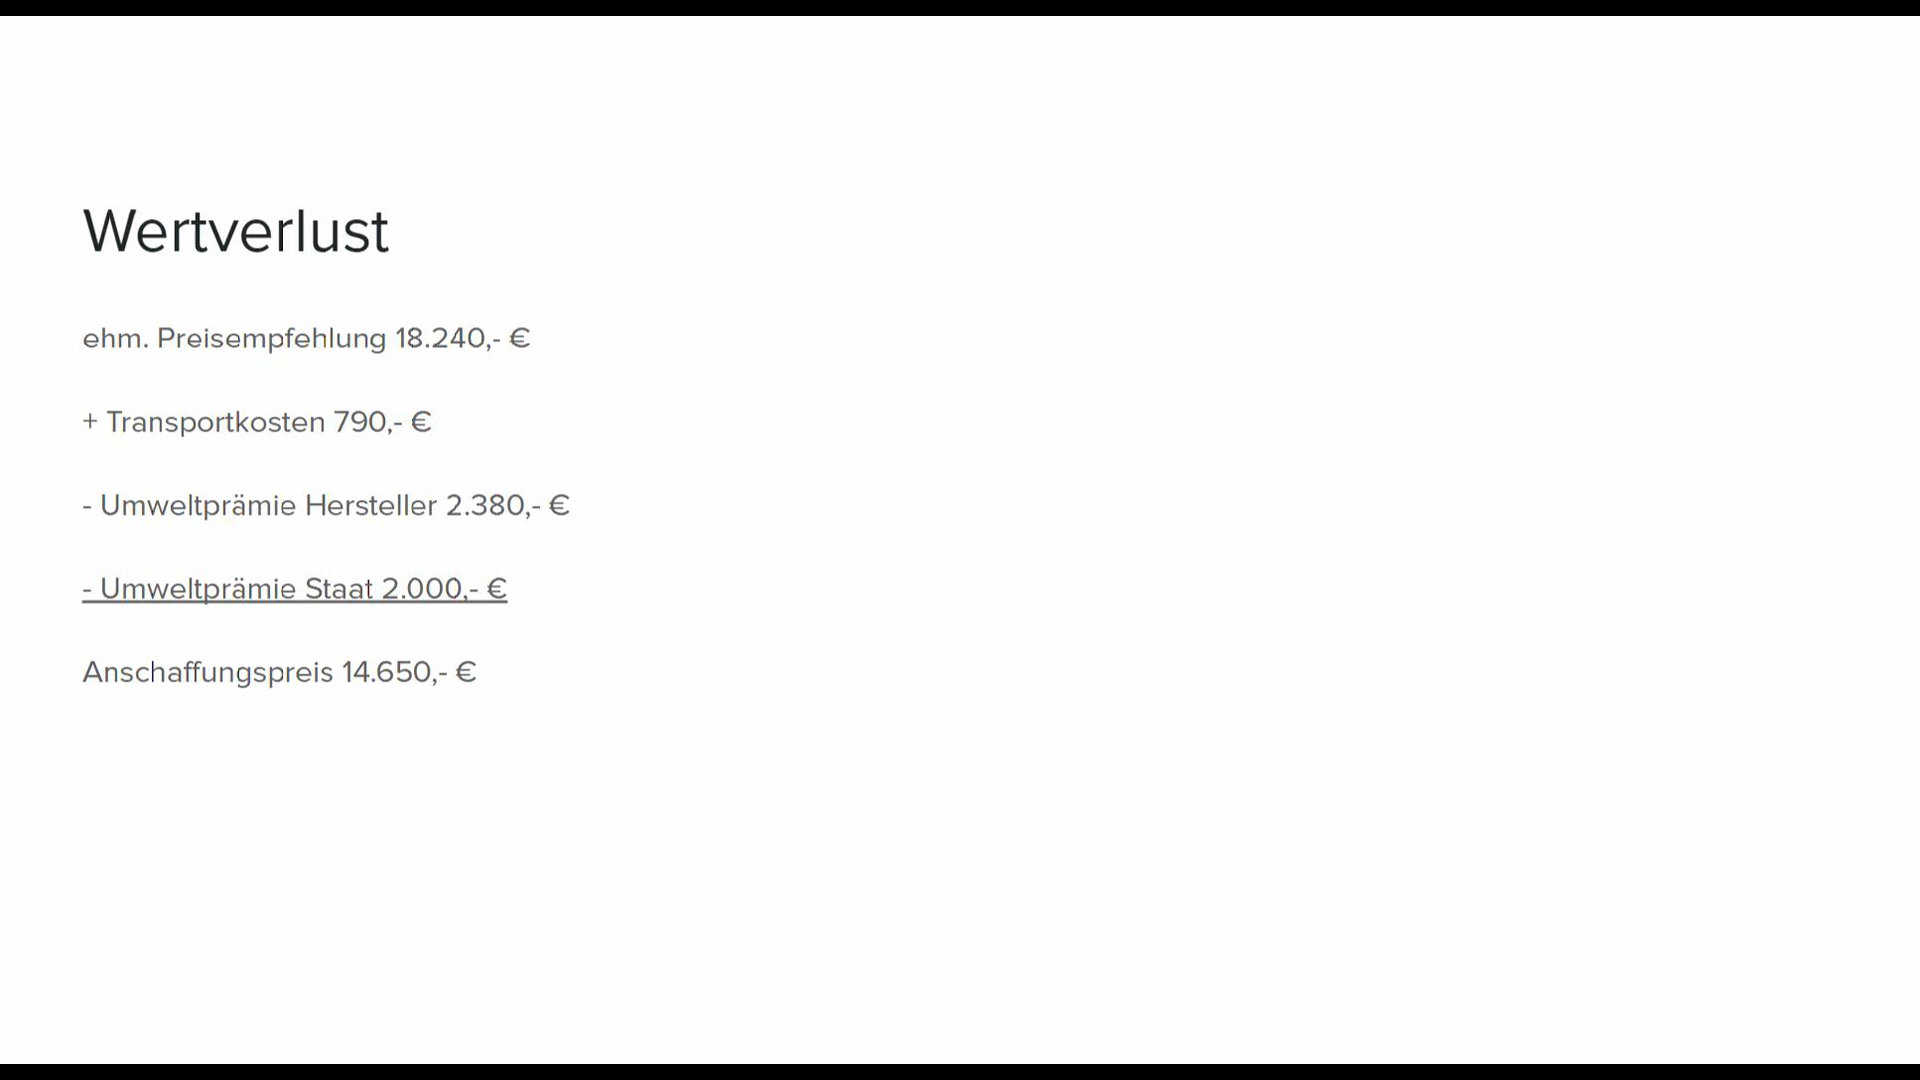 Wertverlust
ehm. Preisempfehlung 18.240,- €
+ Transportkosten 790,- €
- Umweltprämie Hersteller 2.380,- €
- Umweltprämie Staat 2.000,- €
Anschaffungspreis 14.650,- €